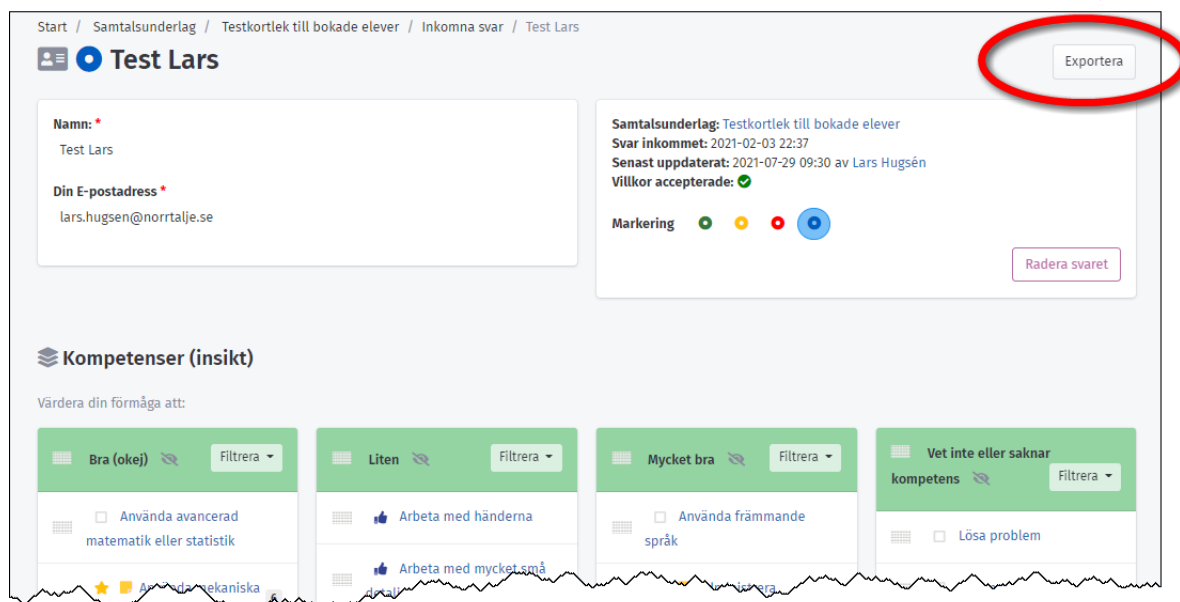 Start / Samtalsunderlag / Testkortlek till bokade elever / Inkomna svar / Test Lars
Test Lars
Exportera
Namn: *
Test Lars
Din E-postadress *
lars.hugsen@norrtalje.se
Samtalsunderlag: Testkortlek till bokade elever
Svar inkommet: 2021-02-03 22:37
Senast uppdaterat: 2021-07-29 09:30 av Lars Hugsén
Villkor accepterade:
Markering
Radera svaret
Kompetenser (insikt)
Värdera din förmåga att:
Bra (okej) Filtrera
Använda avancerad
matematik eller statistik
Liten Filtrera
Arbeta med händerna
Arbeta med mycket små
Mycket bra Filtrera
Använda främmande
språk
Vet inte eller saknar
kompetens Filtrera
Lösa problem